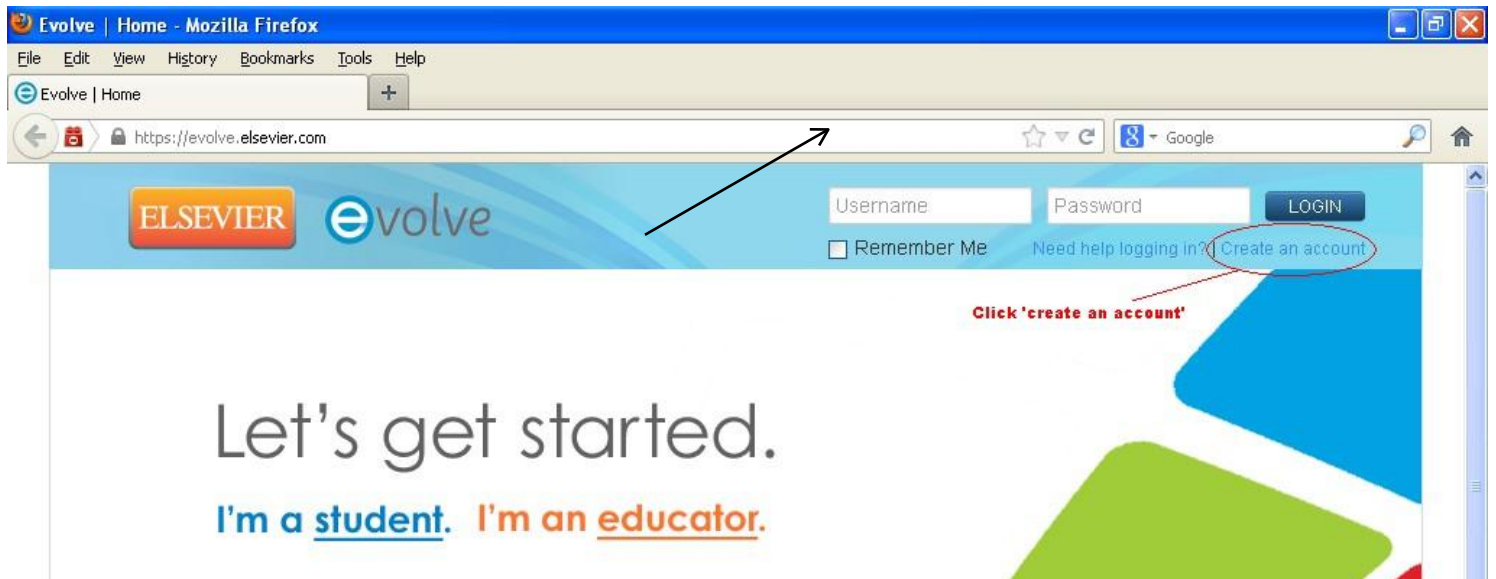 Evolve | Home - Mozilla Firefox
File Edit View History Bookmarks Tools Help
Evolve | Home +
https://evolve.elsevier.com 8 Google
ELSEVIER evolve Username Password LOGIN
Remember Me Need help logging in? | Create an account
Click 'create an account'
Let's get started.
I'm a student. I'm an educator.